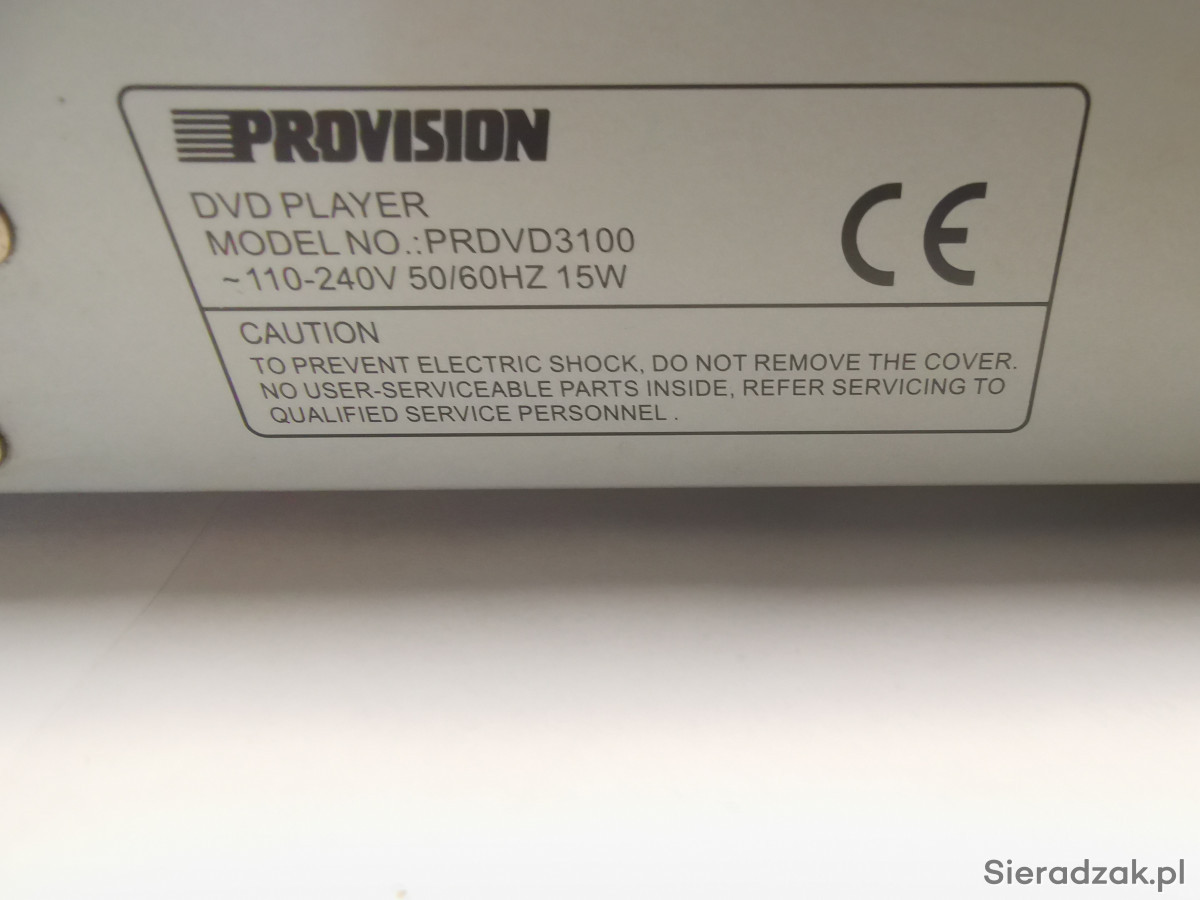 PROVISION
DVD PLAYER
MODEL NO.:PRDVD3100
~110-240V 50/60HZ 15W
CE
CAUTION
TO PREVENT ELECTRIC SHOCK, DO NOT REMOVE THE COVER.
NO USER-SERVICEABLE PARTS INSIDE, REFER SERVICING TO
QUALIFIED SERVICE PERSONNEL .
Sieradzak.pl